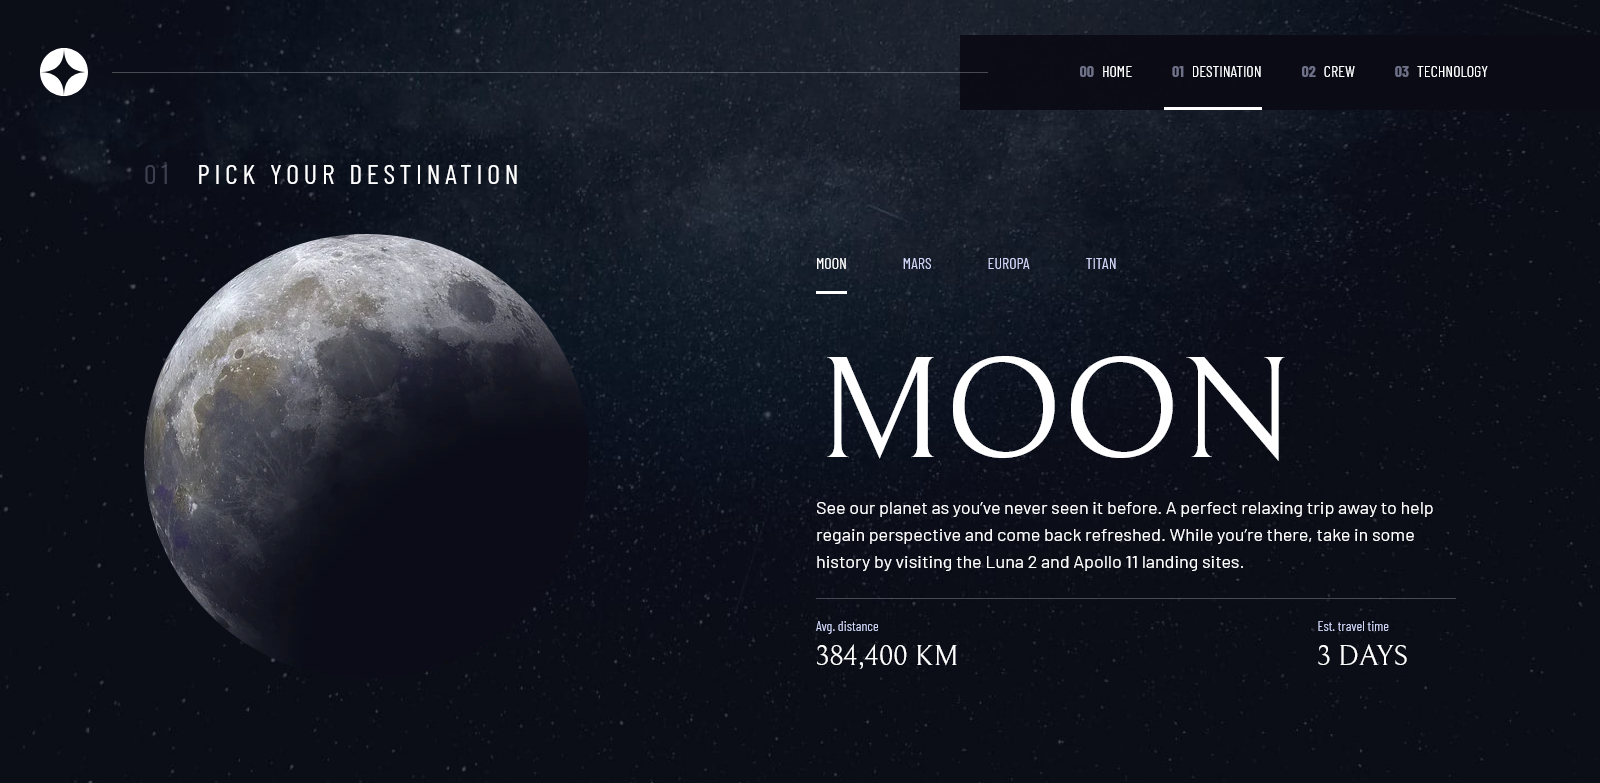 00 HOME 01 DESTINATION 02 CREW 03 TECHNOLOGY
01 PICK YOUR DESTINATION
MOON MARS EUROPA TITAN
MOON
See our planet as you’ve never seen it before. A perfect relaxing trip away to help
regain perspective and come back refreshed. While you’re there, take in some
history by visiting the Luna 2 and Apollo 11 landing sites.
Avg. distance
384,400 KM
Est. travel time
3 DAYS